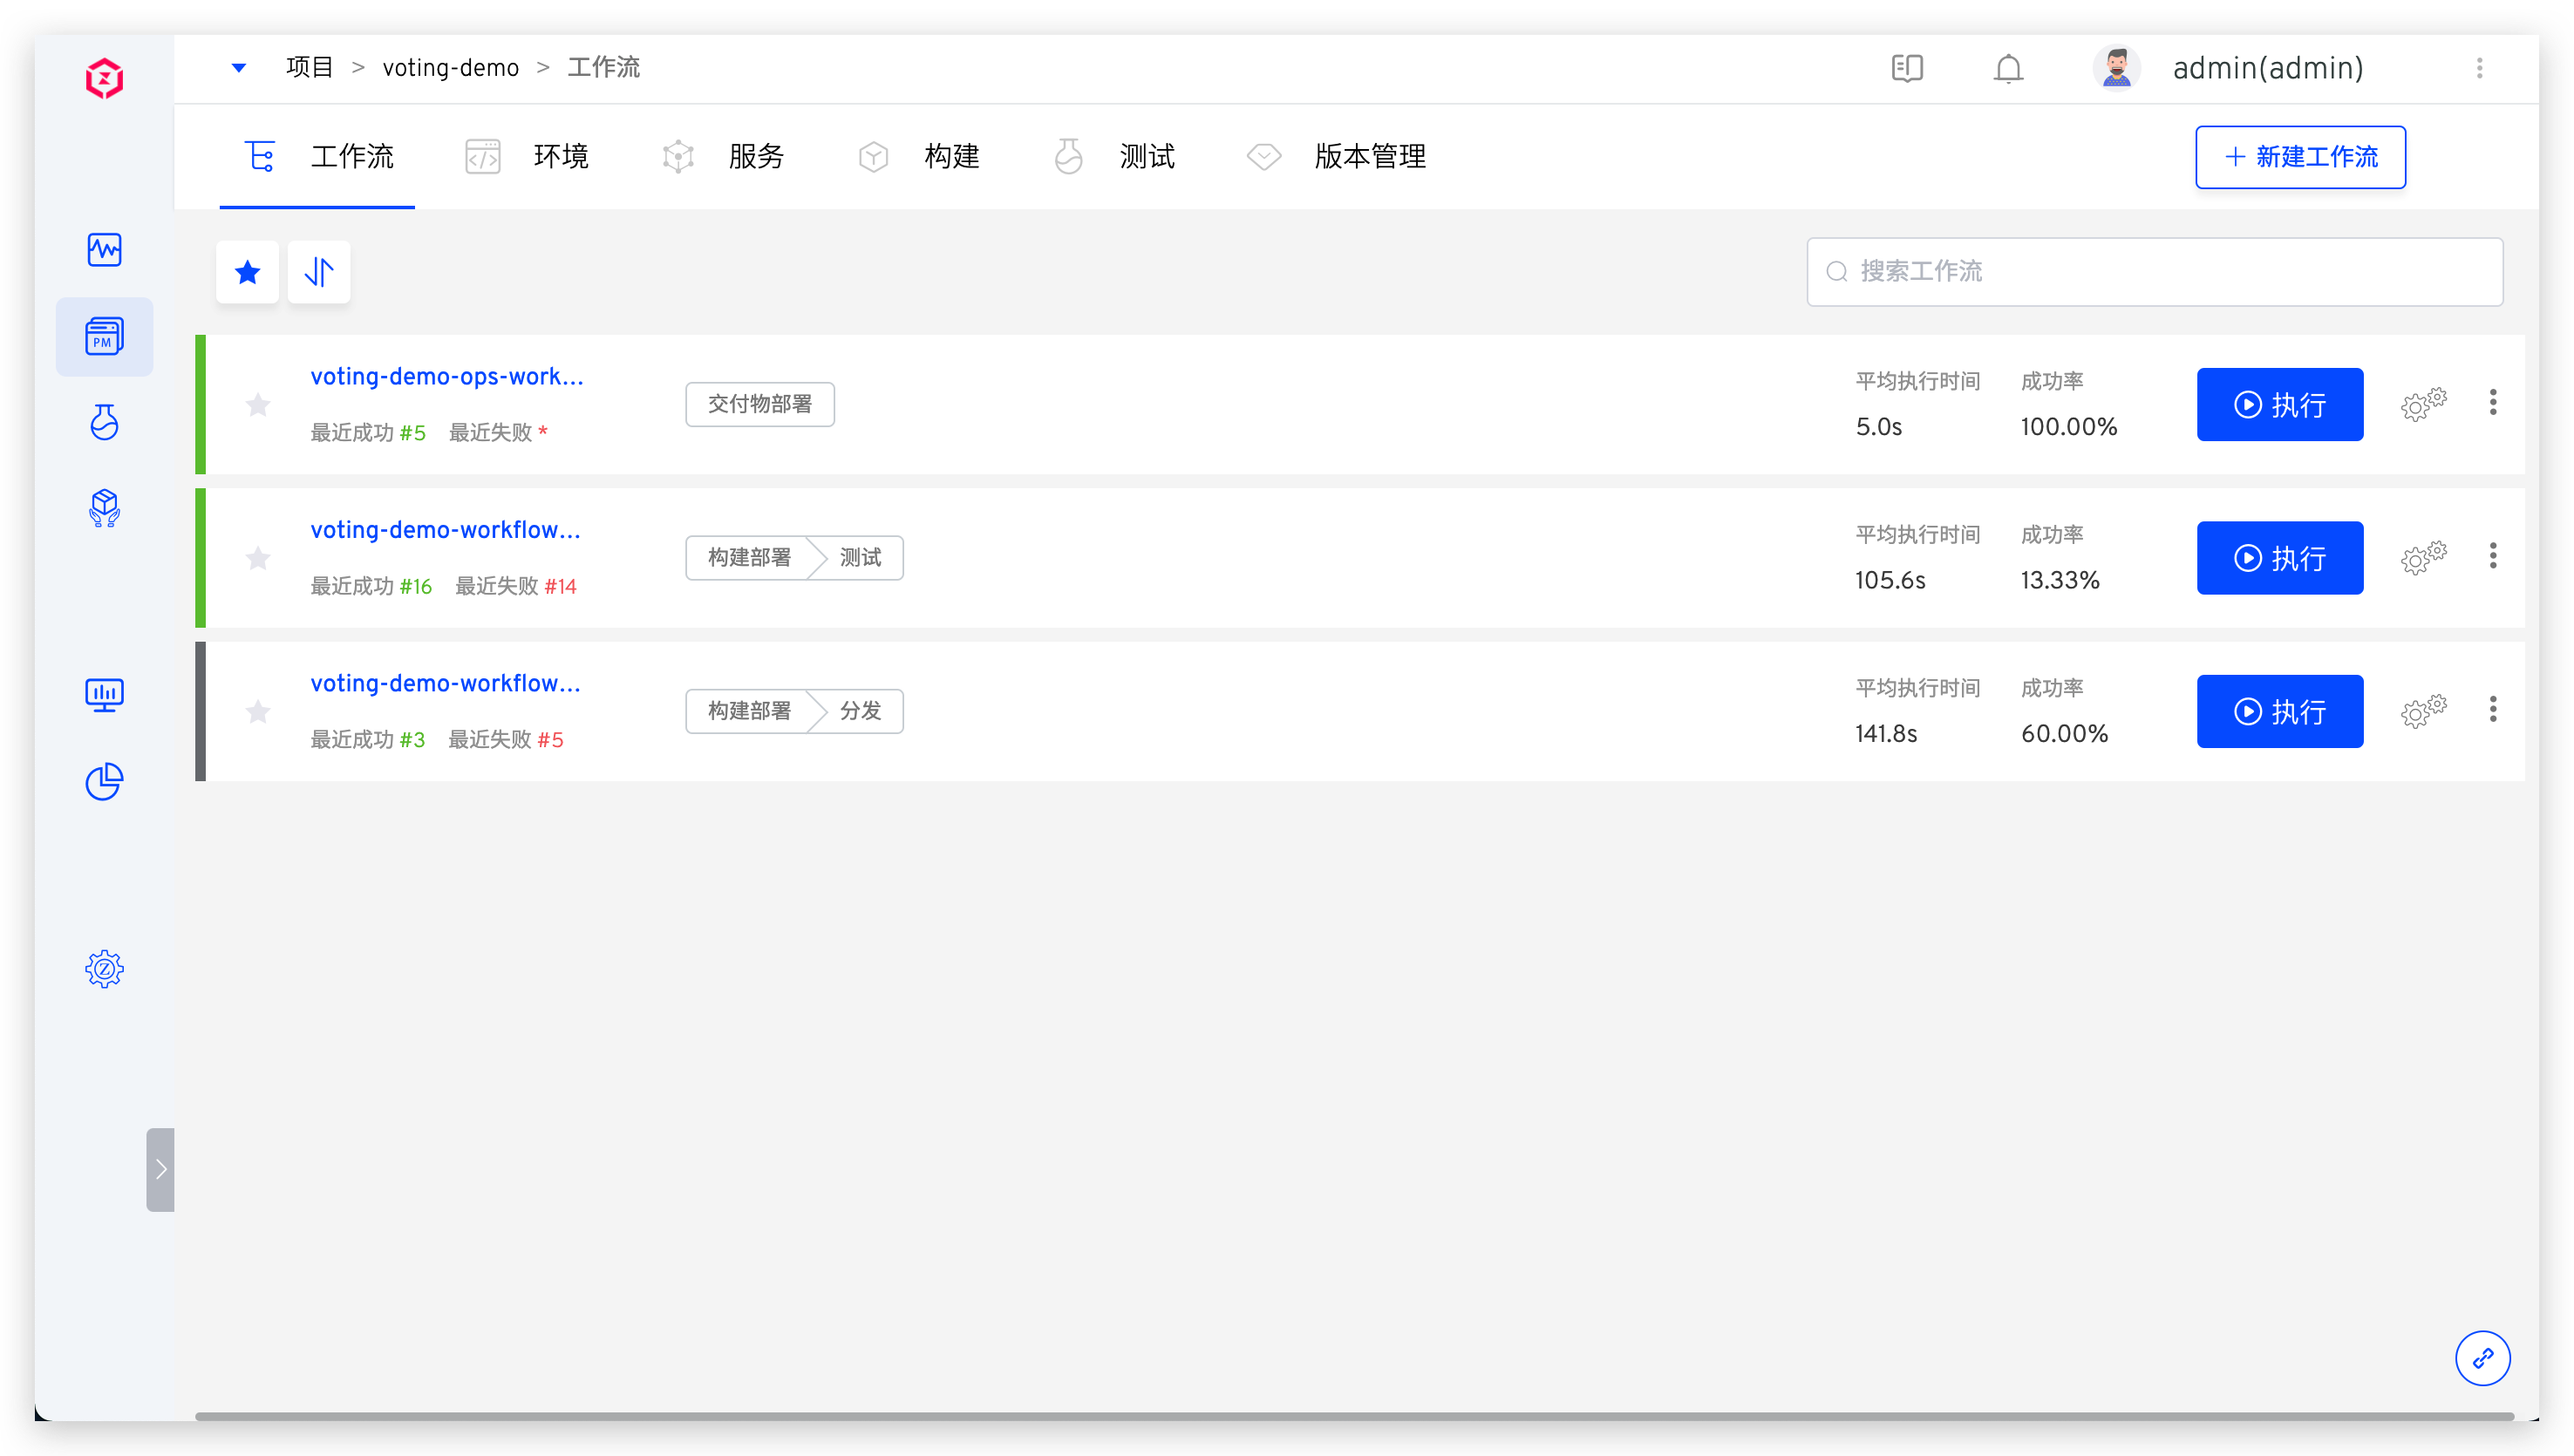 项目 > voting-demo > 工作流
admin(admin)
工作流 环境 服务 构建 测试 版本管理
+ 新建工作流
搜索工作流
PM
voting-demo-ops-work...
最近成功 #5 最近失败 *
交付物部署
平均执行时间 成功率
5.0s 100.00%
执行
voting-demo-workflow...
最近成功 #16 最近失败 #14
构建部署 测试
平均执行时间 成功率
105.6s 13.33%
执行
voting-demo-workflow...
最近成功 #3 最近失败 #5
构建部署 分发
平均执行时间 成功率
141.8s 60.00%
执行